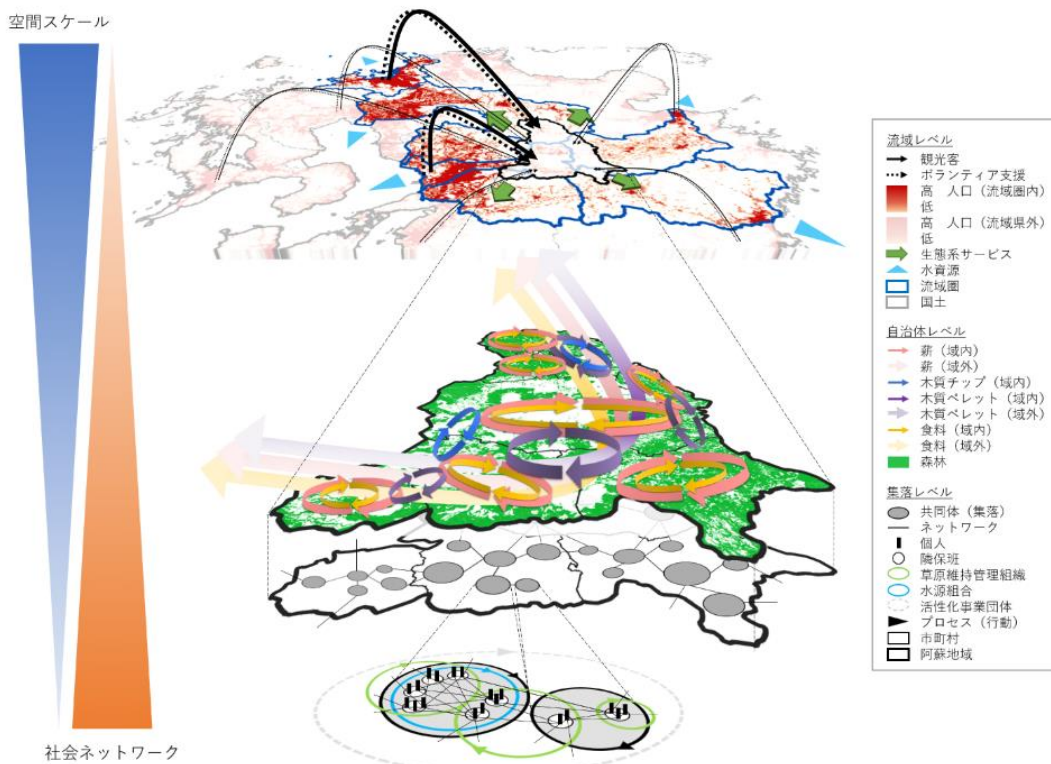 空間スケール
社会ネットワーク
流域レベル
観光客
ボランティア支援
高 人口（流域圏内）
低
高 人口（流域県外）
低
生態系サービス
水資源
流域圏
国土
自治体レベル
薪（域内）
薪（域外）
木質チップ（域内）
木質ペレット（域内）
木質ペレット（域外）
食料（域内）
食料（域外）
森林
集落レベル
共同体（集落）
ネットワーク
個人
隣保班
草原維持管理組織
水源組合
活性化事業団体
プロセス（行動）
市町村
阿蘇地域